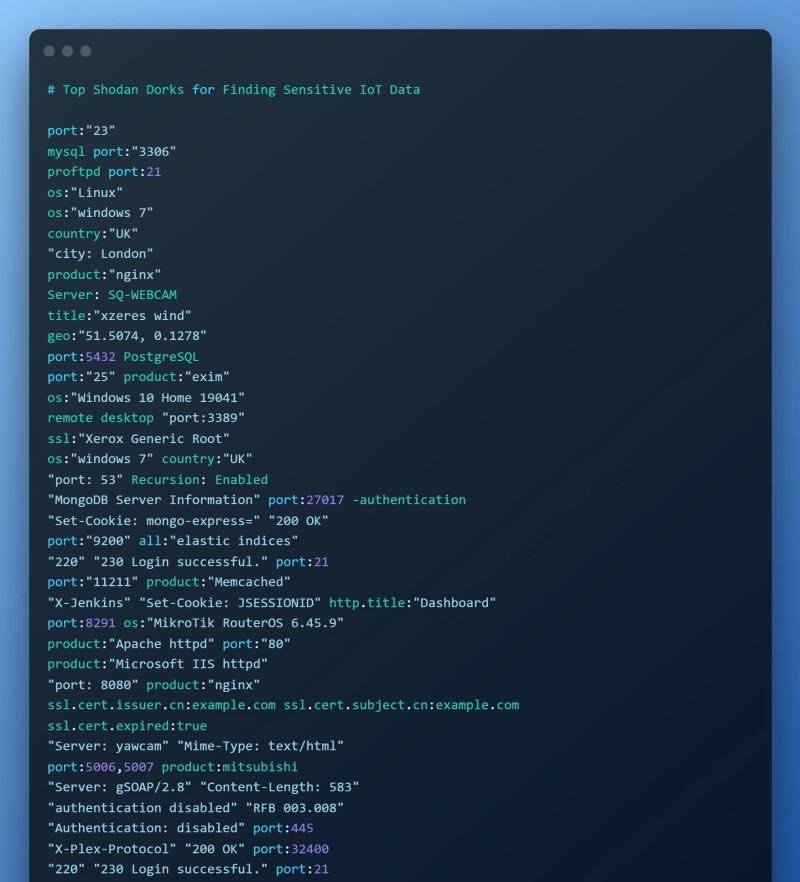 # Top Shodan Dorks for Finding Sensitive IoT Data
port:"23"
mysql port:"3306"
proftpd port:21
os:"Linux"
os:"windows 7"
country:"UK"
"city: London"
product:"nginx"
Server: SQ-WEBCAM
title:"xzeres wind"
geo:"51.5074, 0.1278"
port:5432 PostgreSQL
port:"25" product:"exim"
os:"Windows 10 Home 19041"
remote desktop "port:3389"
ssl:"Xerox Generic Root"
os:"windows 7" country:"UK"
"port: 53" Recursion: Enabled
"MongoDB Server Information" port:27017 -authentication
"Set-Cookie: mongo-express=" "200 OK"
port:"9200" all:"elastic indices"
"220" "230 Login successful." port:21
port:"11211" product:"Memcached"
"X-Jenkins" "Set-Cookie: JSESSIONID" http.title:"Dashboard"
port:8291 os:"MikroTik RouterOS 6.45.9"
product:"Apache httpd" port:"80"
product:"Microsoft IIS httpd"
"port: 8080" product:"nginx"
ssl.cert.issuer.cn:example.com ssl.cert.subject.cn:example.com
ssl.cert.expired:true
"Server: yawcam" "Mime-Type: text/html"
port:5006,5007 product:mitsubishi
"Server: gSOAP/2.8" "Content-Length: 583"
"authentication disabled" "RFB 003.008"
"Authentication: disabled" port:445
"X-Plex-Protocol" "200 OK" port:32400
"220" "230 Login successful." port:21